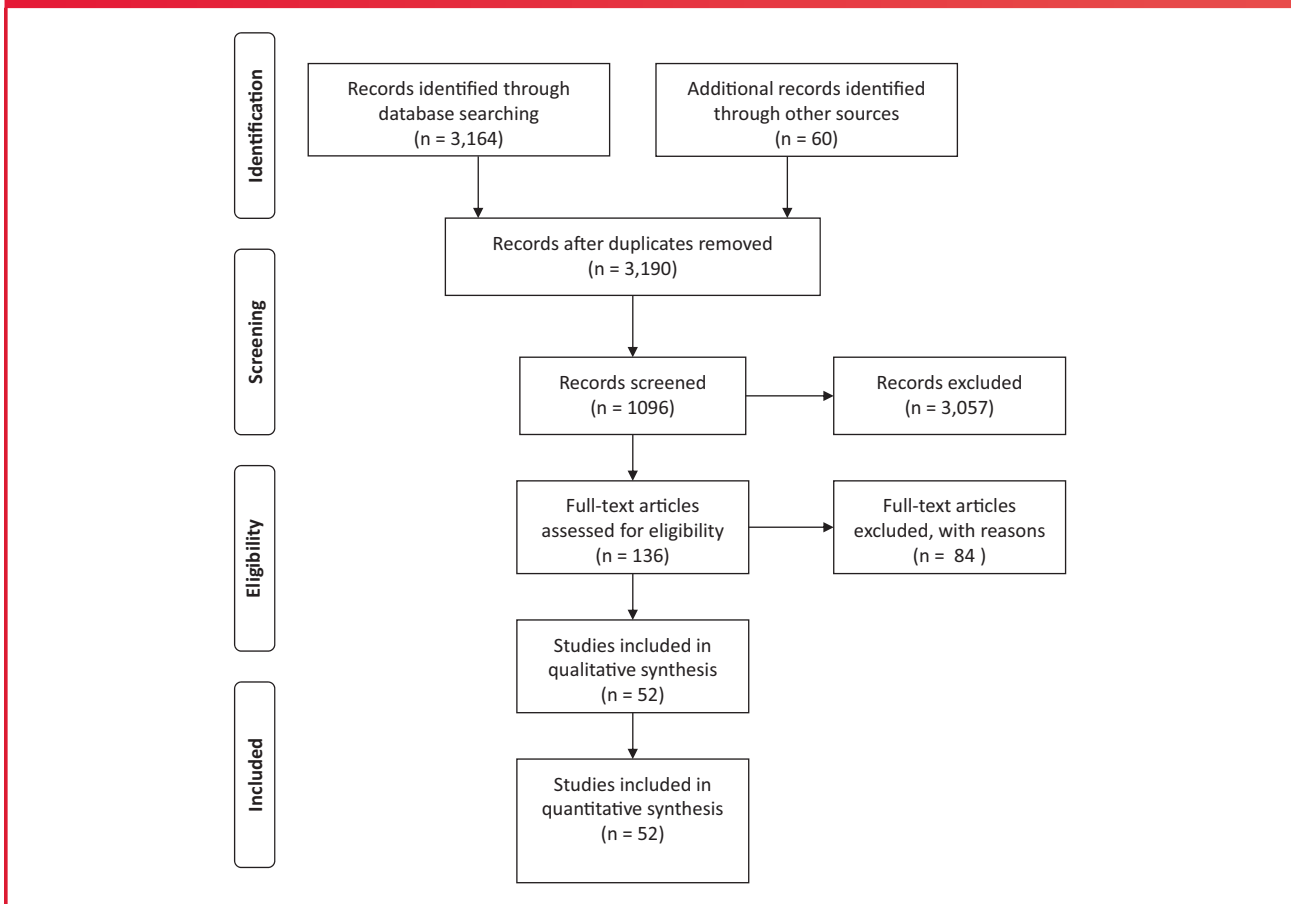 Identification
Records identified through
database searching
(n = 3,164)
Additional records identified
through other sources
(n = 60)
Records after duplicates removed
(n = 3,190)
Screening
Records screened
(n = 1096)
Records excluded
(n = 3,057)
Eligibility
Full-text articles
assessed for eligibility
(n = 136)
Full-text articles
excluded, with reasons
(n = 84 )
Studies included in
qualitative synthesis
(n = 52)
Included
Studies included in
quantitative synthesis
(n = 52)